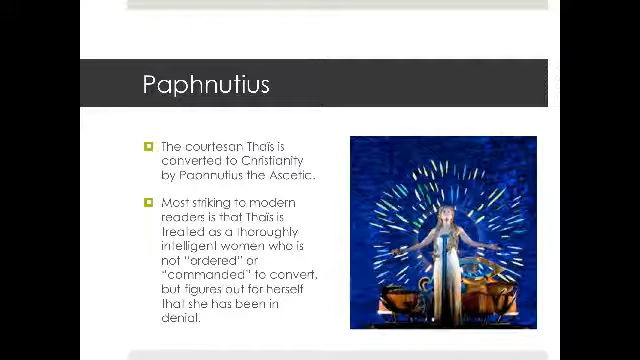 Paphnutius
The courtesan Thaïs is
converted to Christianity
by Paphnutius the Ascetic.
Most striking to modern
readers is that Thaïs is
treated as a thoroughly
intelligent women who is
not “ordered” or
“commanded” to convert,
but figures out for herself
that she has been in
denial.